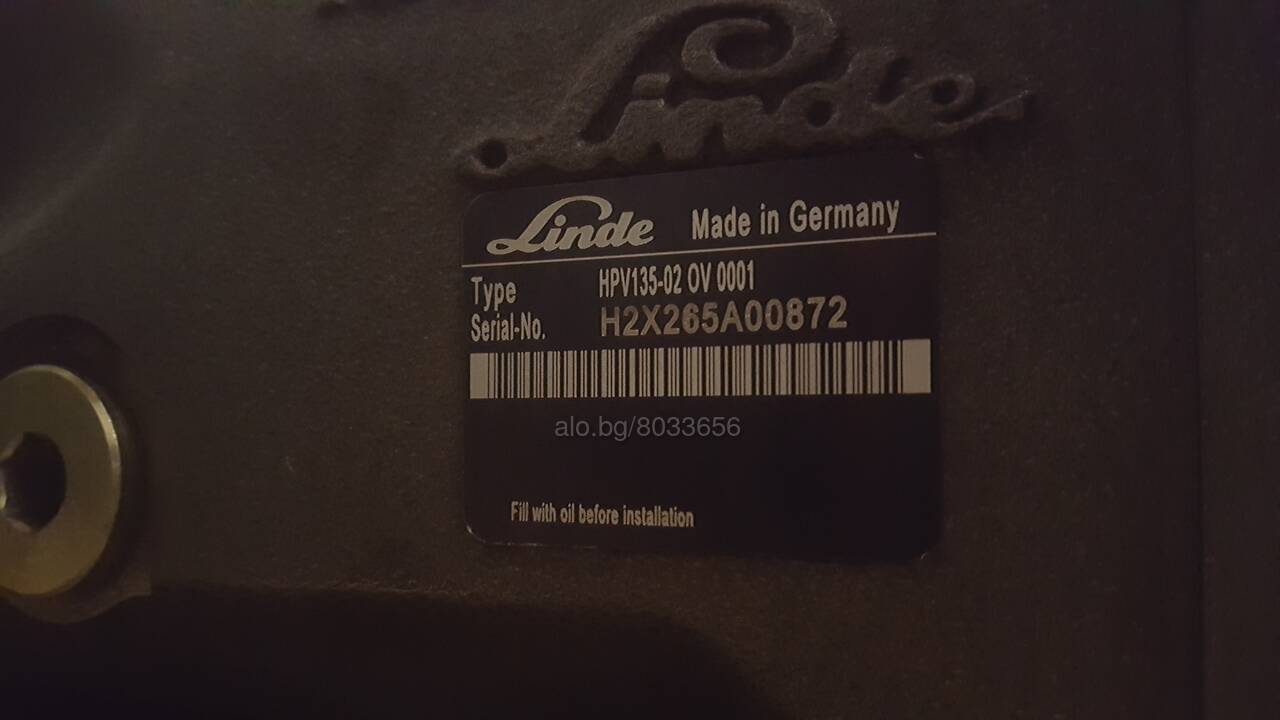 Linde
Linde Made in Germany
Type HPV135-02 OV 0001
Serial-No. H2X265A00872
alo.bg/8033656
Fill with oil before installation